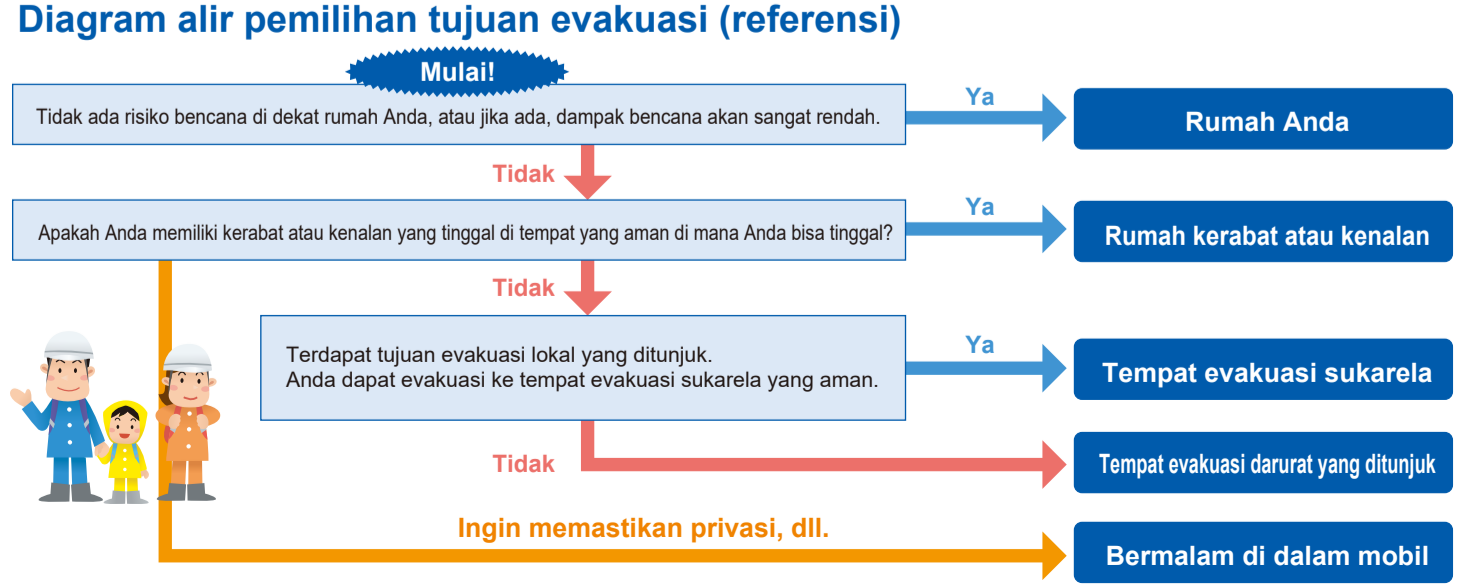 Diagram alir pemilihan tujuan evakuasi (referensi)
Mulai!
Tidak ada risiko bencana di dekat rumah Anda, atau jika ada, dampak bencana akan sangat rendah.
Ya
Rumah Anda
Tidak
Apakah Anda memiliki kerabat atau kenalan yang tinggal di tempat yang aman di mana Anda bisa tinggal?
Ya
Rumah kerabat atau kenalan
Tidak
Terdapat tujuan evakuasi lokal yang ditunjuk.
Anda dapat evakuasi ke tempat evakuasi sukarela yang aman.
Ya
Tempat evakuasi sukarela
Tidak
Tempat evakuasi darurat yang ditunjuk
Ingin memastikan privasi, dll.
Bermalam di dalam mobil